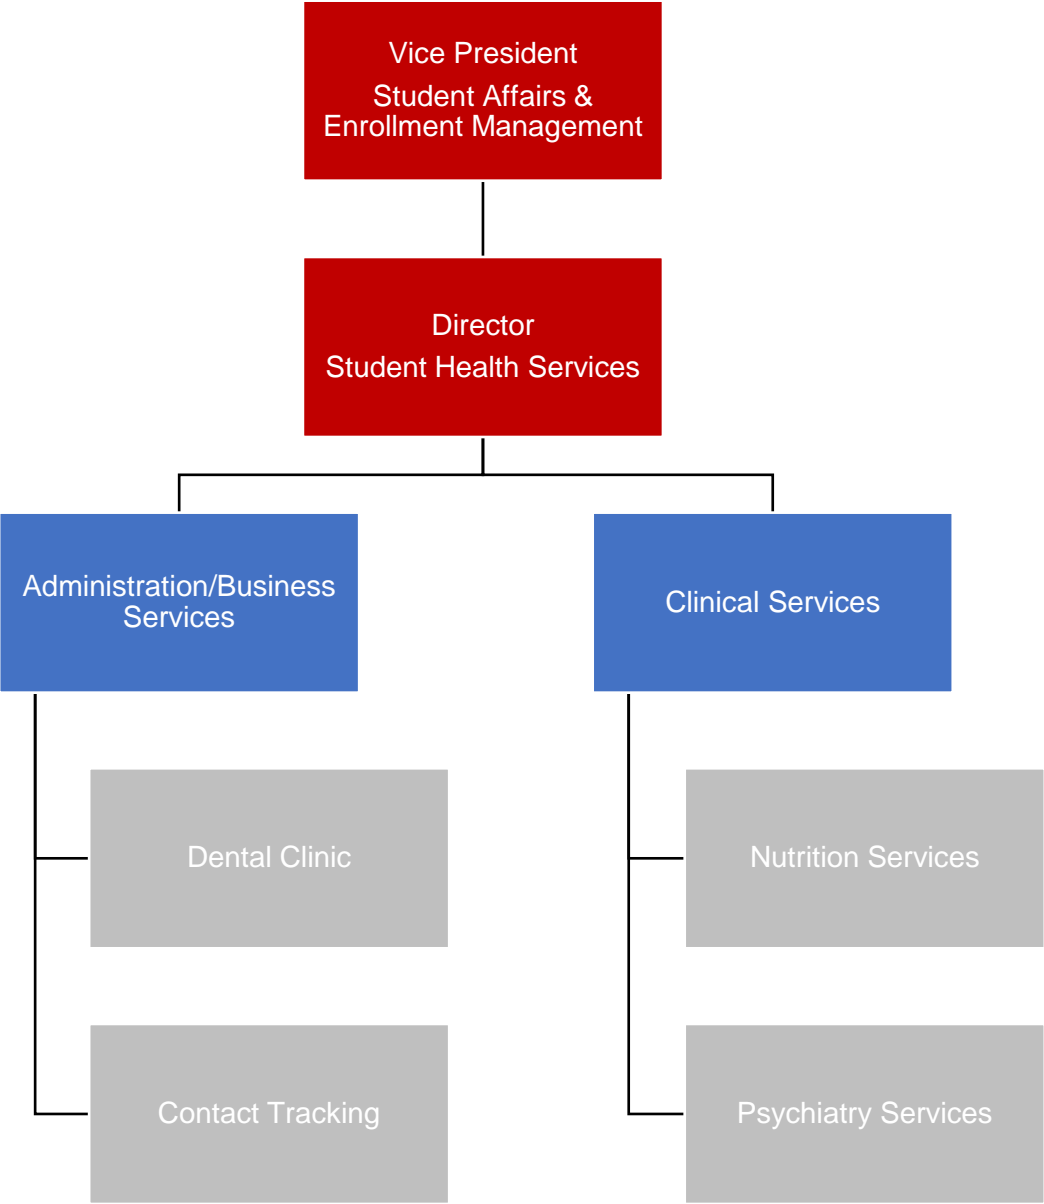 Vice President
Student Affairs &
Enrollment Management
Director
Student Health Services
Administration/Business
Services
Clinical Services
Dental Clinic
Nutrition Services
Contact Tracking
Psychiatry Services